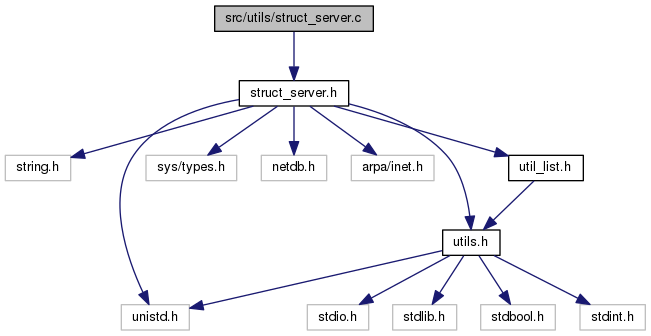 src/utils/struct_server.c
struct_server.h
string.h
sys/types.h
netdb.h
arpa/inet.h
util_list.h
utils.h
unistd.h
stdio.h
stdlib.h
stdbool.h
stdint.h